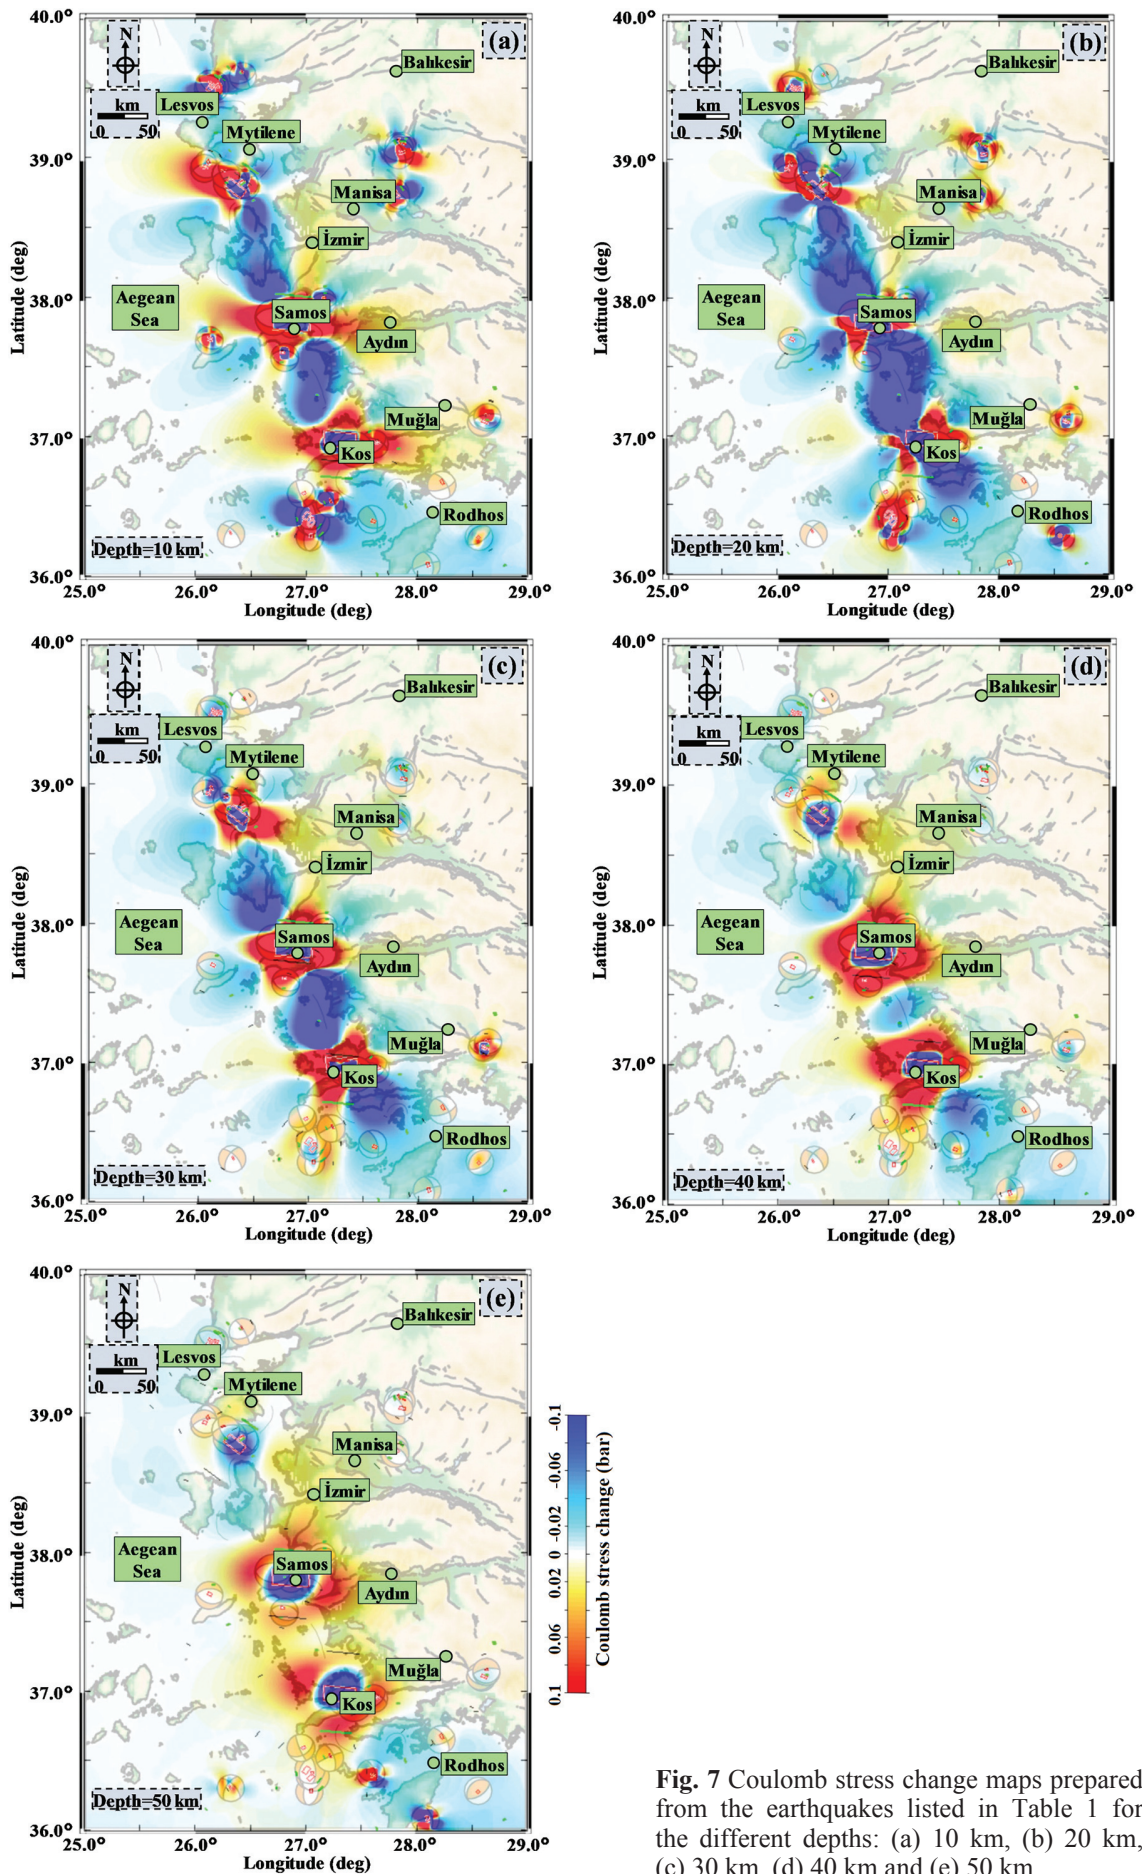 40.0°
N
(a)
Balıkesir
km
0 50
Lesvos
Mytilene
39.0°
Manisa
İzmir
Latitude (deg)
38.0°
Aegean
Sea
Samos
Aydın
Muğla
37.0°
Kos
Rodhos
Depth=10 km
36.0°
25.0° 26.0° 27.0° 28.0° 29.0°
Longitude (deg)
40.0°
N
(b)
Balıkesir
km
0 50
Lesvos
Mytilene
39.0°
Manisa
İzmir
Latitude (deg)
38.0°
Aegean
Sea
Samos
Aydın
Muğla
37.0°
Kos
Rodhos
Depth=20 km
36.0°
25.0° 26.0° 27.0° 28.0° 29.0°
Longitude (deg)
40.0°
N
(c)
Balıkesir
km
0 50
Lesvos
Mytilene
39.0°
Manisa
İzmir
Latitude (deg)
38.0°
Aegean
Sea
Samos
Aydın
Muğla
37.0°
Kos
Rodhos
Depth=30 km
36.0°
25.0° 26.0° 27.0° 28.0° 29.0°
Longitude (deg)
40.0°
N
(d)
Balıkesir
km
0 50
Lesvos
Mytilene
39.0°
Manisa
İzmir
Latitude (deg)
38.0°
Aegean
Sea
Samos
Aydın
Muğla
37.0°
Kos
Rodhos
Depth=40 km
36.0°
25.0° 26.0° 27.0° 28.0° 29.0°
Longitude (deg)
40.0°
N
(e)
Balıkesir
km
0 50
Lesvos
Mytilene
39.0°
Manisa
İzmir
Latitude (deg)
38.0°
Aegean
Sea
Samos
Aydın
Muğla
37.0°
Kos
Rodhos
Depth=50 km
36.0°
25.0° 26.0° 27.0° 28.0° 29.0°
Longitude (deg)
0.1 0.06 0.02 0 -0.02 -0.06 -0.1
Coulomb stress change (bar)
Fig. 7 Coulomb stress change maps prepared
from the earthquakes listed in Table 1 for
the different depths: (a) 10 km, (b) 20 km,
(c) 30 km, (d) 40 km and (e) 50 km